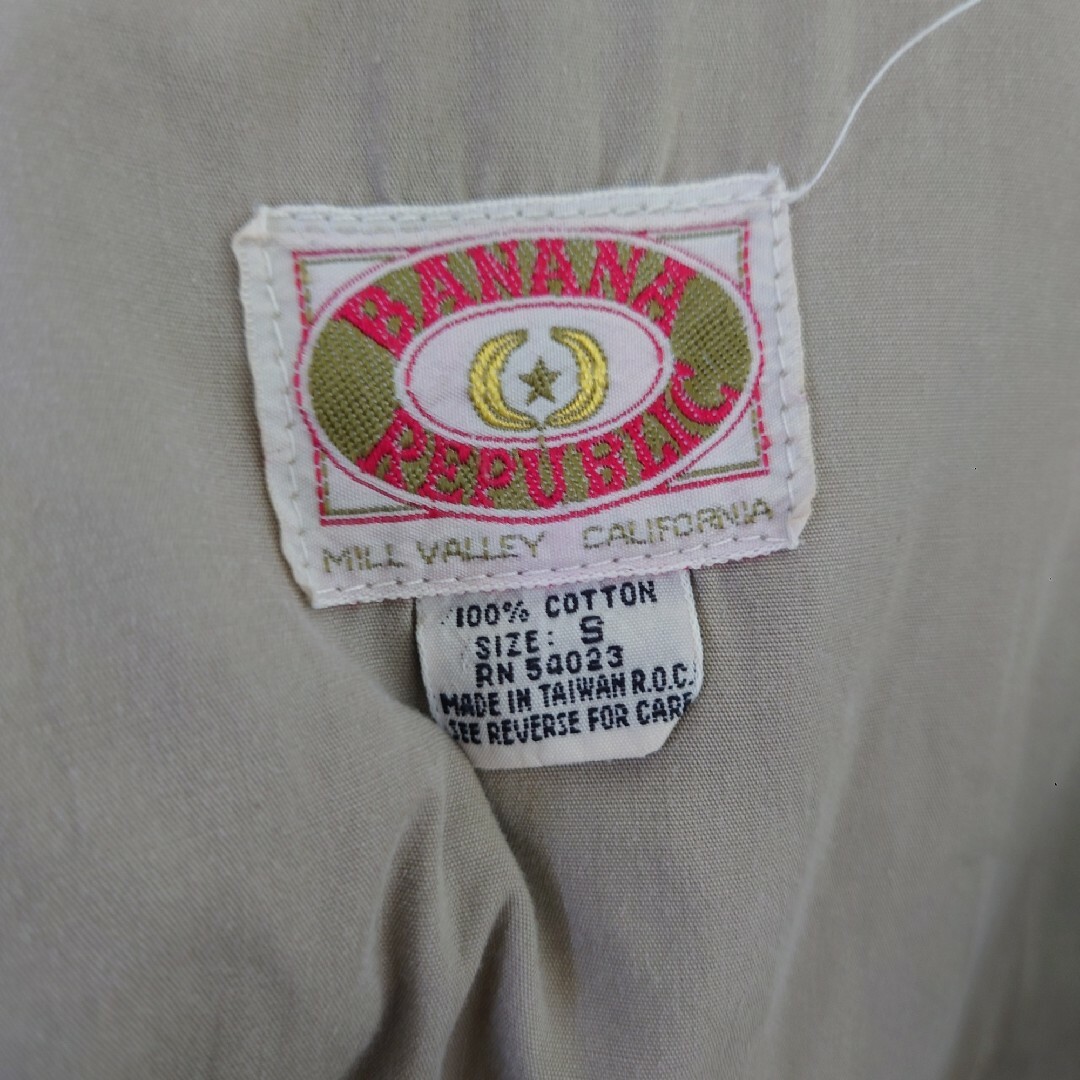 BANANA
REPUBLIC
MILL VALLEY CALIFORNIA
100% COTTON
SIZE: S
RN 54023
MADE IN TAIWAN R.O.C.
SEE REVERSE FOR CARE